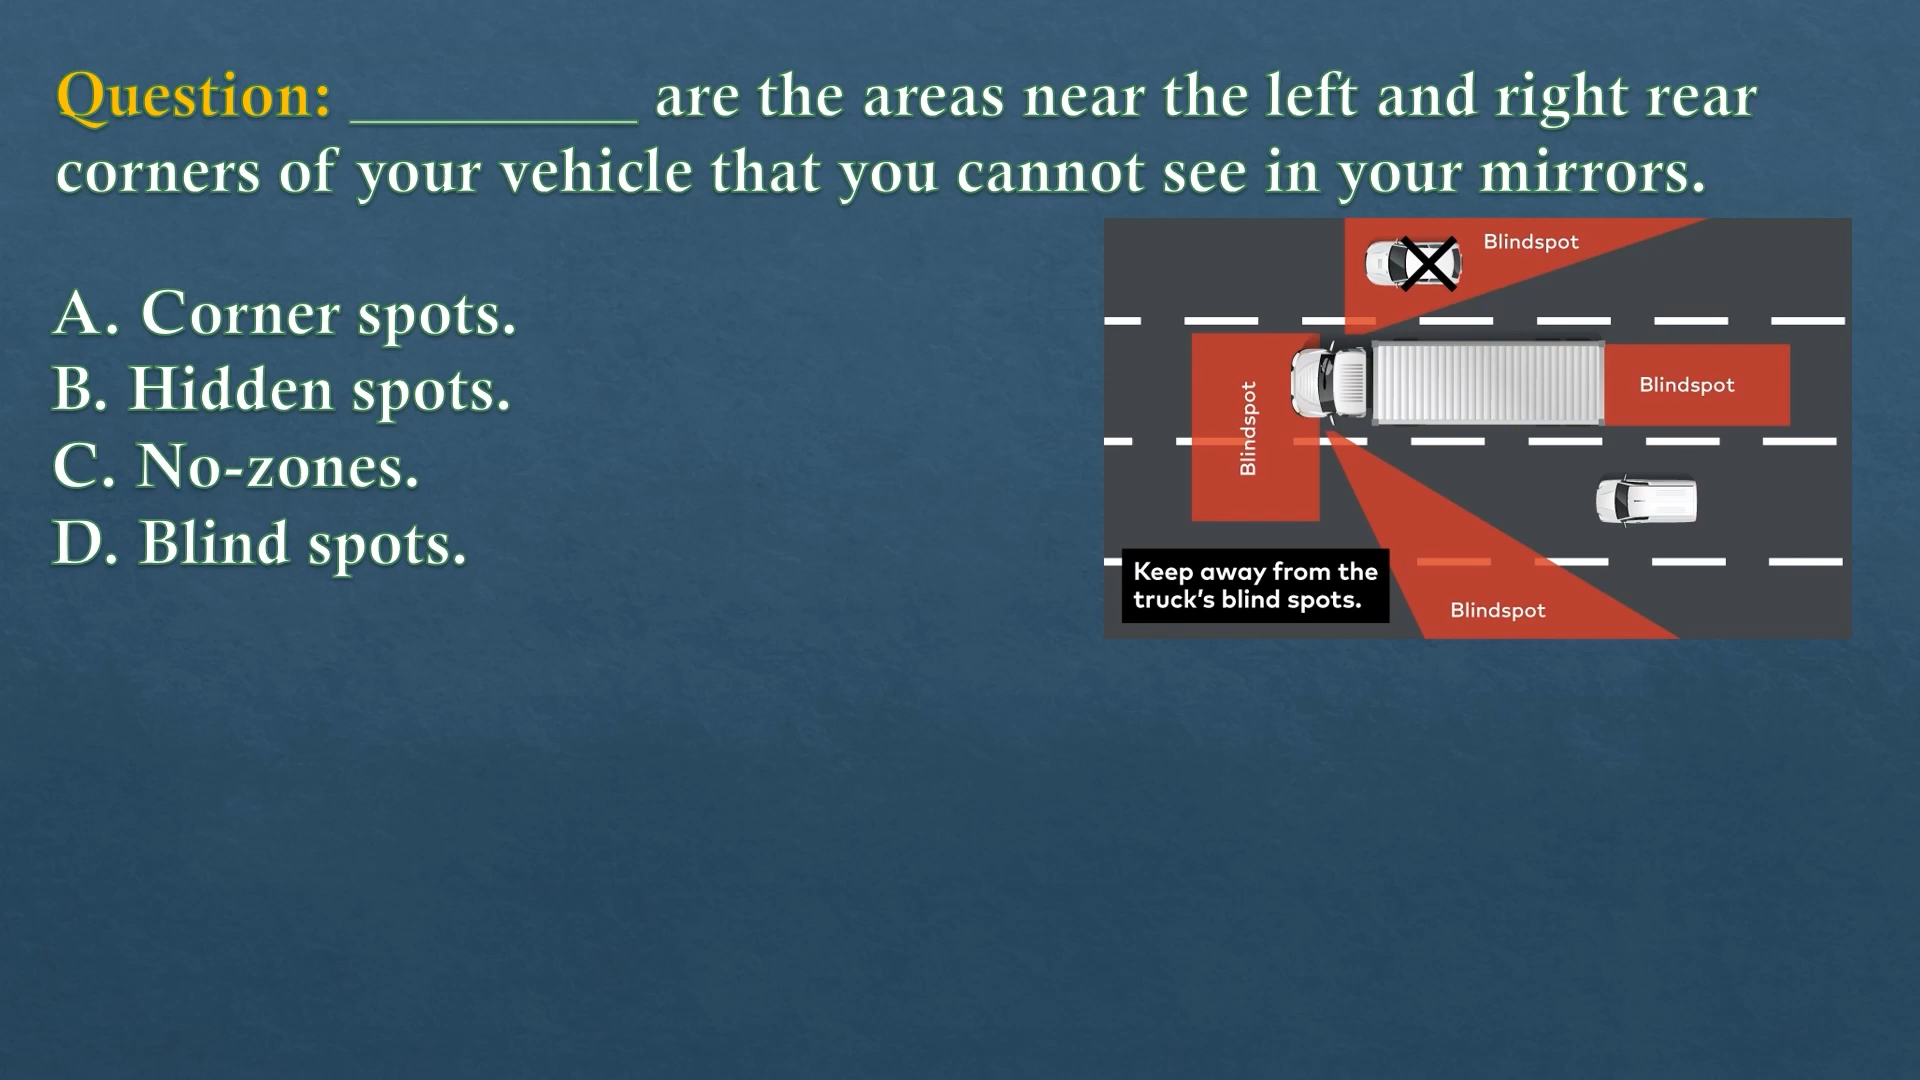 Question: __________ are the areas near the left and right rear
corners of your vehicle that you cannot see in your mirrors.
A. Corner spots.
B. Hidden spots.
C. No-zones.
D. Blind spots.
Blindspot
Blindspot
Blindspot
Keep away from the
truck's blind spots.
Blindspot